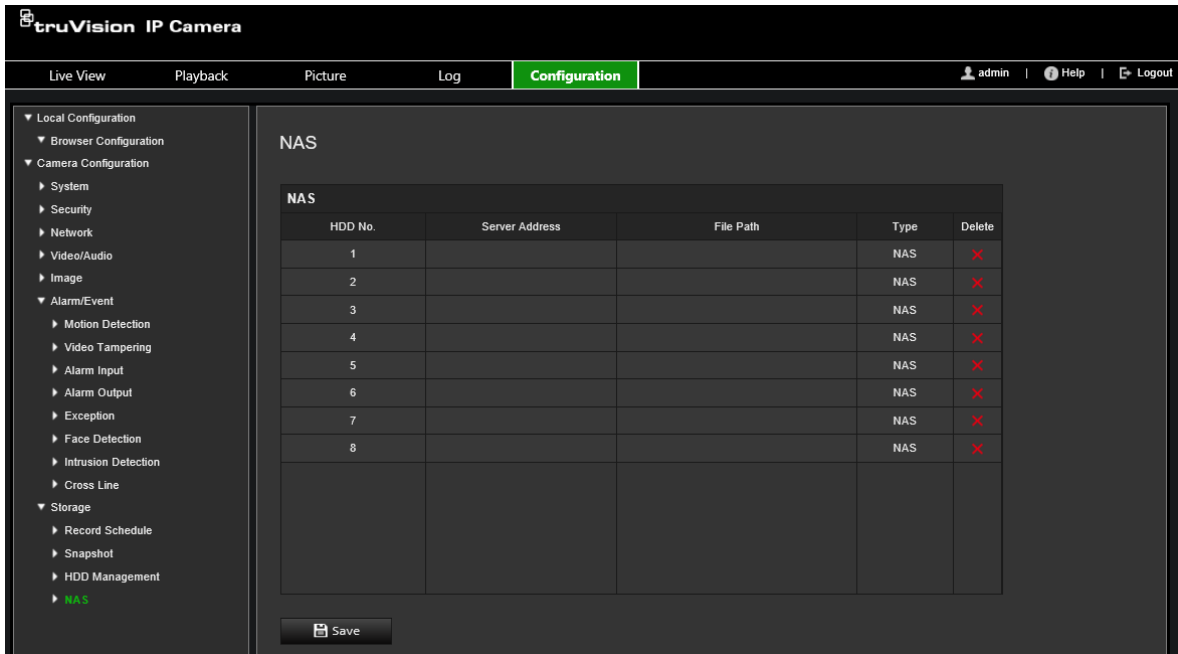 truVision IP Camera
Live View Playback Picture Log Configuration admin | Help | Logout
Local Configuration
Browser Configuration
Camera Configuration
System
Security
Network
Video/Audio
Image
Alarm/Event
Motion Detection
Video Tampering
Alarm Input
Alarm Output
Exception
Face Detection
Intrusion Detection
Cross Line
Storage
Record Schedule
Snapshot
HDD Management
NAS
NAS
NAS
HDD No. Server Address File Path Type Delete
1 NAS
2 NAS
3 NAS
4 NAS
5 NAS
6 NAS
7 NAS
8 NAS
Save